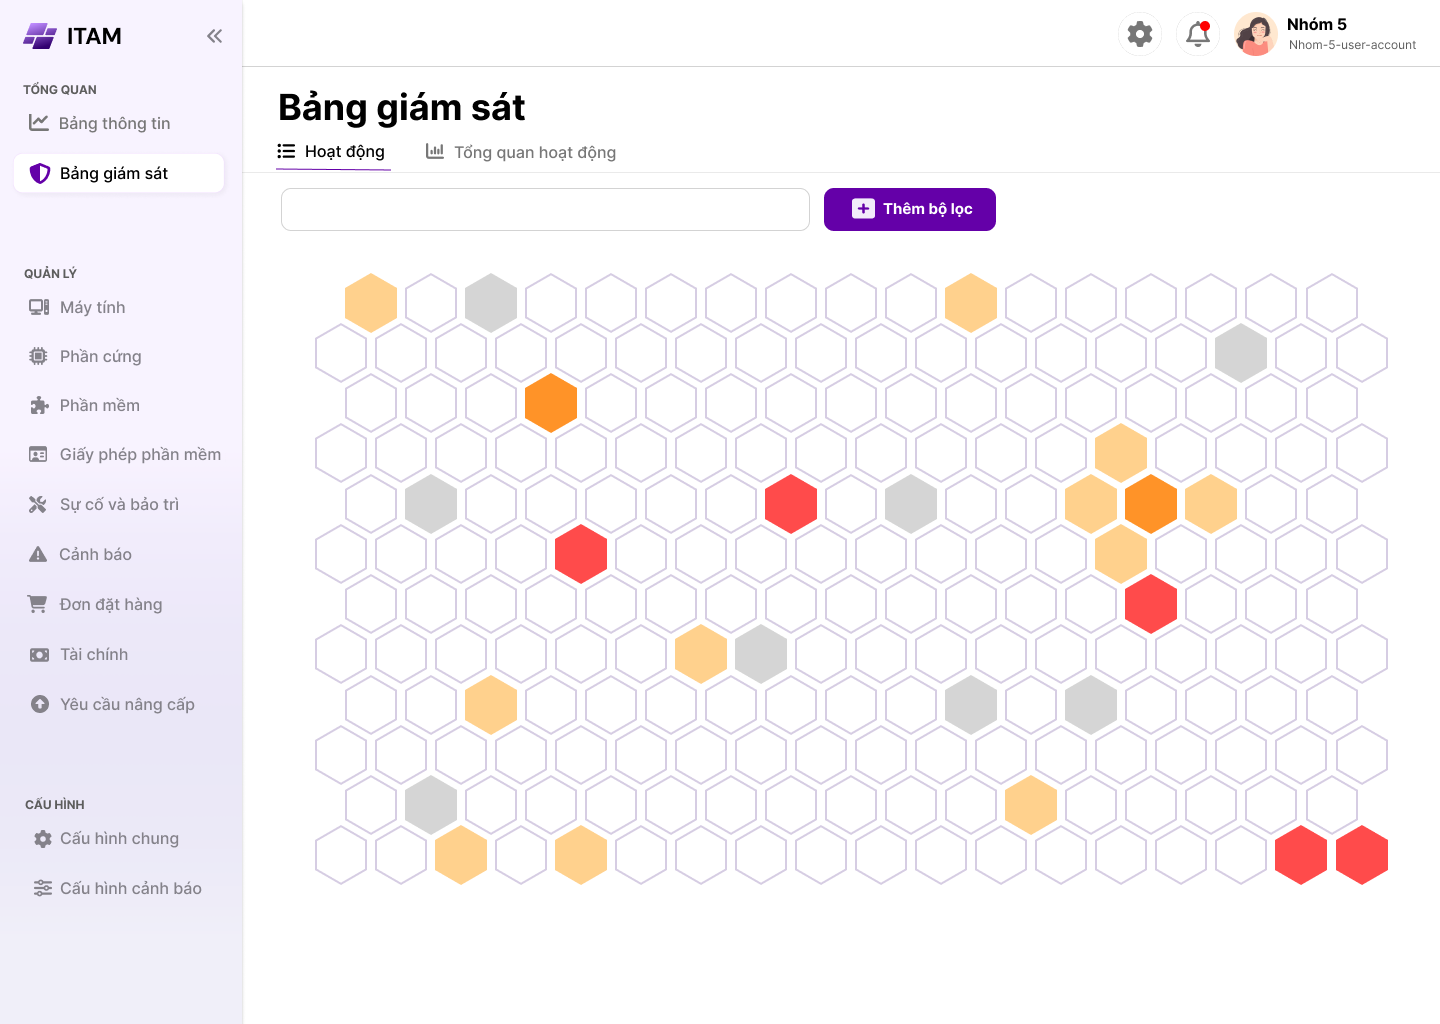 ITAM
TỔNG QUAN
Bảng thông tin
Bảng giám sát
QUẢN LÝ
Máy tính
Phần cứng
Phần mềm
Giấy phép phần mềm
Sự cố và bảo trì
Cảnh báo
Đơn đặt hàng
Tài chính
Yêu cầu nâng cấp
CẤU HÌNH
Cấu hình chung
Cấu hình cảnh báo
Nhóm 5
Nhom-5-user-account
Bảng giám sát
Hoạt động
Tổng quan hoạt động
Thêm bộ lọc